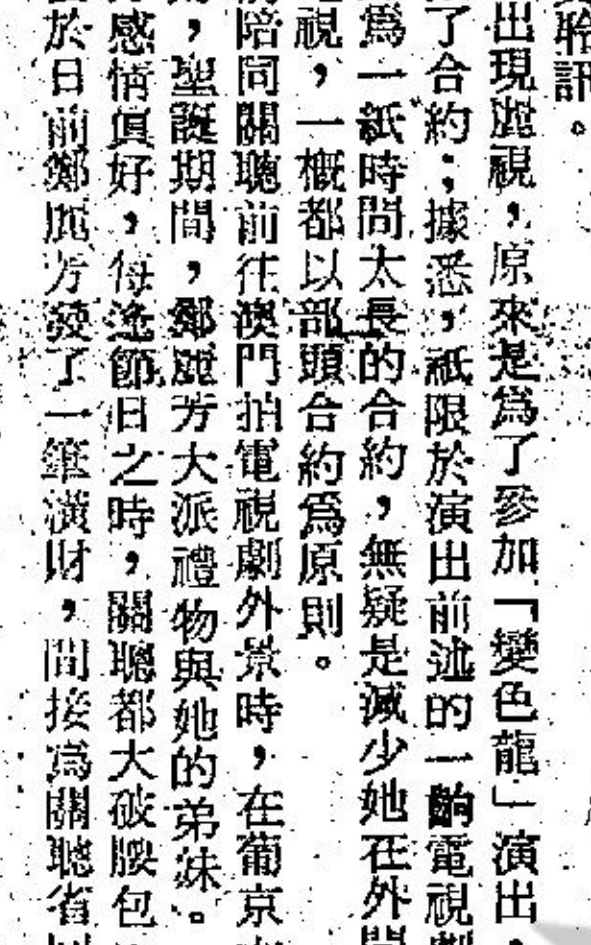 聆訊。
出現麗視，原來是爲了參加「變色龍」演出，
了合約；據悉，祇限於演出前述的一齣電視劇
爲一紙時間太長的合約，無疑是減少她在外間
視，一概都以部頭合約爲原則。
陪同關聰前往澳門拍電視劇外景時，在葡京
，聖誕期間，鄭麗芳大派禮物與她的弟妹。
感情眞好，每逢節日之時，關聰都大破腰包
於日前鄭麗芳發了一筆橫財，間接爲關聰省